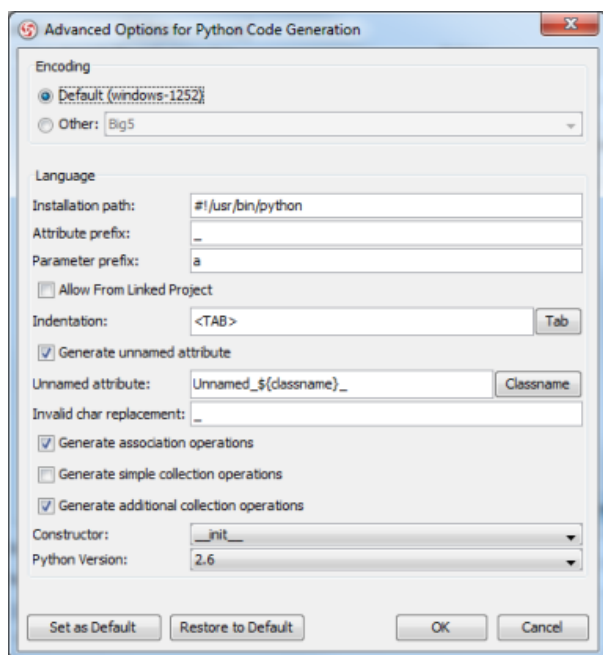 Advanced Options for Python Code Generation
Encoding
Default (windows-1252)
Other: Big5
Language
Installation path: #!/usr/bin/python
Attribute prefix: _
Parameter prefix: a
Allow From Linked Project
Indentation: <TAB> Tab
Generate unnamed attribute
Unnamed attribute: Unnamed_${classname}_ Classname
Invalid char replacement: _
Generate association operations
Generate simple collection operations
Generate additional collection operations
Constructor: __init__
Python Version: 2.6
Set as Default Restore to Default OK Cancel